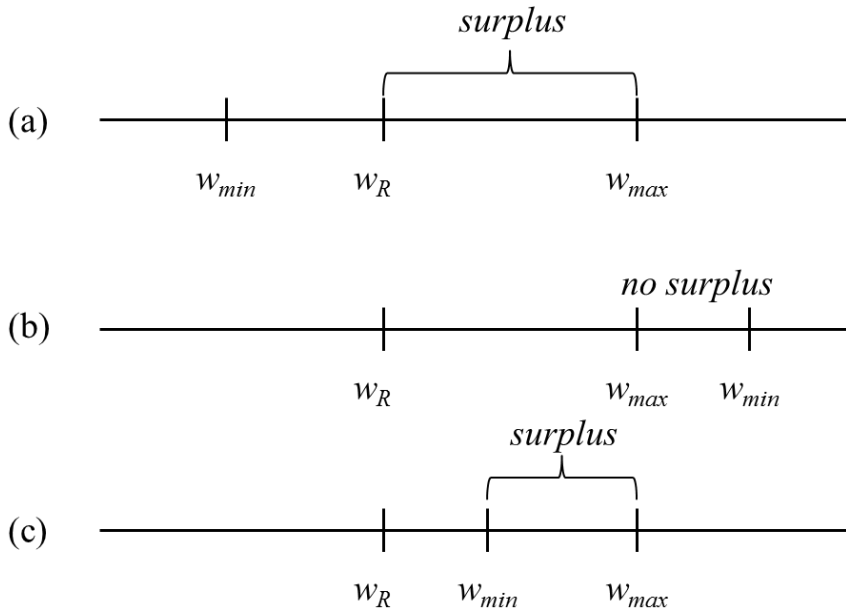 surplus
(a)
w_min w_R w_max
no surplus
(b)
w_R w_max w_min
surplus
(c)
w_R w_min w_max